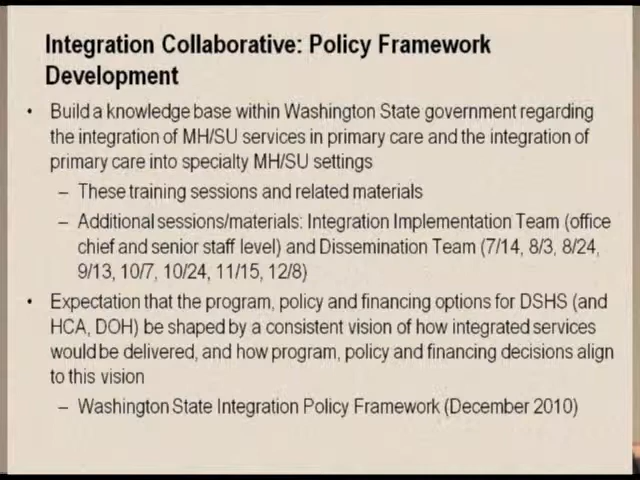 Integration Collaborative: Policy Framework
Development
• Build a knowledge base within Washington State government regarding
the integration of MH/SU services in primary care and the integration of
primary care into specialty MH/SU settings
– These training sessions and related materials
– Additional sessions/materials: Integration Implementation Team (office
chief and senior staff level) and Dissemination Team (7/14, 8/3, 8/24,
9/13, 10/7, 10/24, 11/15, 12/8)
• Expectation that the program, policy and financing options for DSHS (and
HCA, DOH) be shaped by a consistent vision of how integrated services
would be delivered, and how program, policy and financing decisions align
to this vision
– Washington State Integration Policy Framework (December 2010)